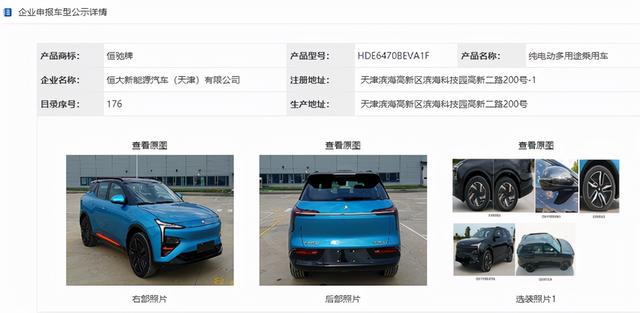 企业申报车型公示详情
产品商标： 恒驰牌 产品型号： HDE6470BEVA1F 产品名称： 纯电动多用途乘用车
企业名称： 恒大新能源汽车（天津）有限公司 注册地址： 天津滨海高新区滨海科技园高新二路200号-1
目录序号： 176 生产地址： 天津滨海高新区滨海科技园高新二路200号
查看原图 查看原图 查看原图
右部照片 后部照片 选装照片1